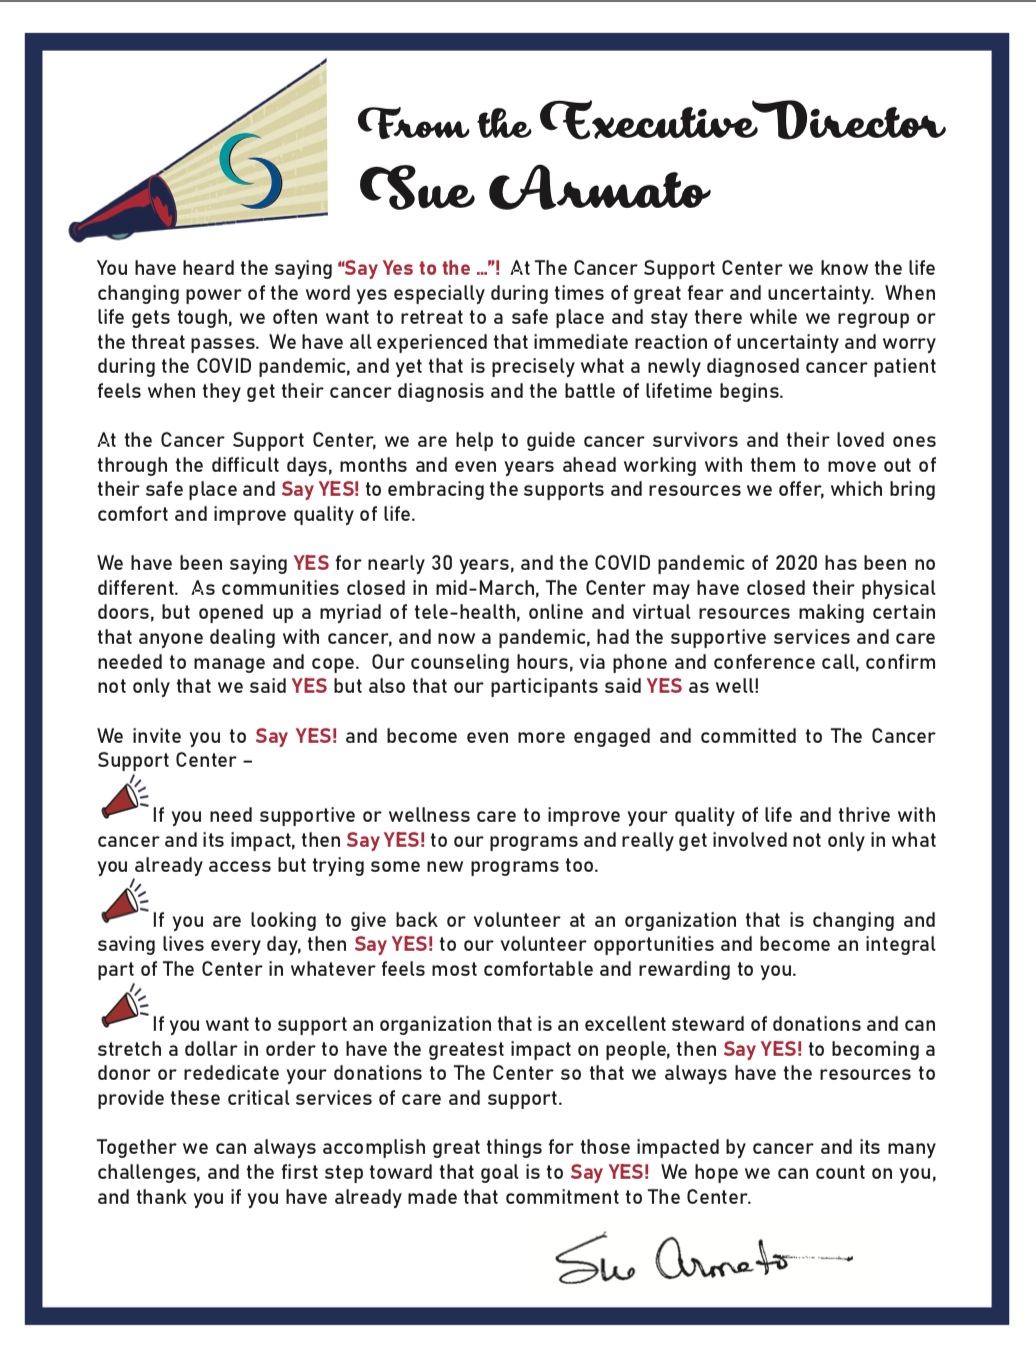 From the Executive Director
Sue Armato
You have heard the saying “Say Yes to the ...”!  At The Cancer Support Center we know the life
changing power of the word yes especially during times of great fear and uncertainty.  When
life gets tough, we often want to retreat to a safe place and stay there while we regroup or
the threat passes.  We have all experienced that immediate reaction of uncertainty and worry
during the COVID pandemic, and yet that is precisely what a newly diagnosed cancer patient
feels when they get their cancer diagnosis and the battle of lifetime begins.
At the Cancer Support Center, we are help to guide cancer survivors and their loved ones
through the difficult days, months and even years ahead working with them to move out of
their safe place and Say YES! to embracing the supports and resources we offer, which bring
comfort and improve quality of life.
We have been saying YES for nearly 30 years, and the COVID pandemic of 2020 has been no
different.  As communities closed in mid-March, The Center may have closed their physical
doors, but opened up a myriad of tele-health, online and virtual resources making certain
that anyone dealing with cancer, and now a pandemic, had the supportive services and care
needed to manage and cope.  Our counseling hours, via phone and conference call, confirm
not only that we said YES but also that our participants said YES as well!
We invite you to Say YES! and become even more engaged and committed to The Cancer
Support Center –
If you need supportive or wellness care to improve your quality of life and thrive with
cancer and its impact, then Say YES! to our programs and really get involved not only in what
you already access but trying some new programs too.
If you are looking to give back or volunteer at an organization that is changing and
saving lives every day, then Say YES! to our volunteer opportunities and become an integral
part of The Center in whatever feels most comfortable and rewarding to you.
If you want to support an organization that is an excellent steward of donations and can
stretch a dollar in order to have the greatest impact on people, then Say YES! to becoming a
donor or rededicate your donations to The Center so that we always have the resources to
provide these critical services of care and support.
Together we can always accomplish great things for those impacted by cancer and its many
challenges, and the first step toward that goal is to Say YES!  We hope we can count on you,
and thank you if you have already made that commitment to The Center.
Sue Armato